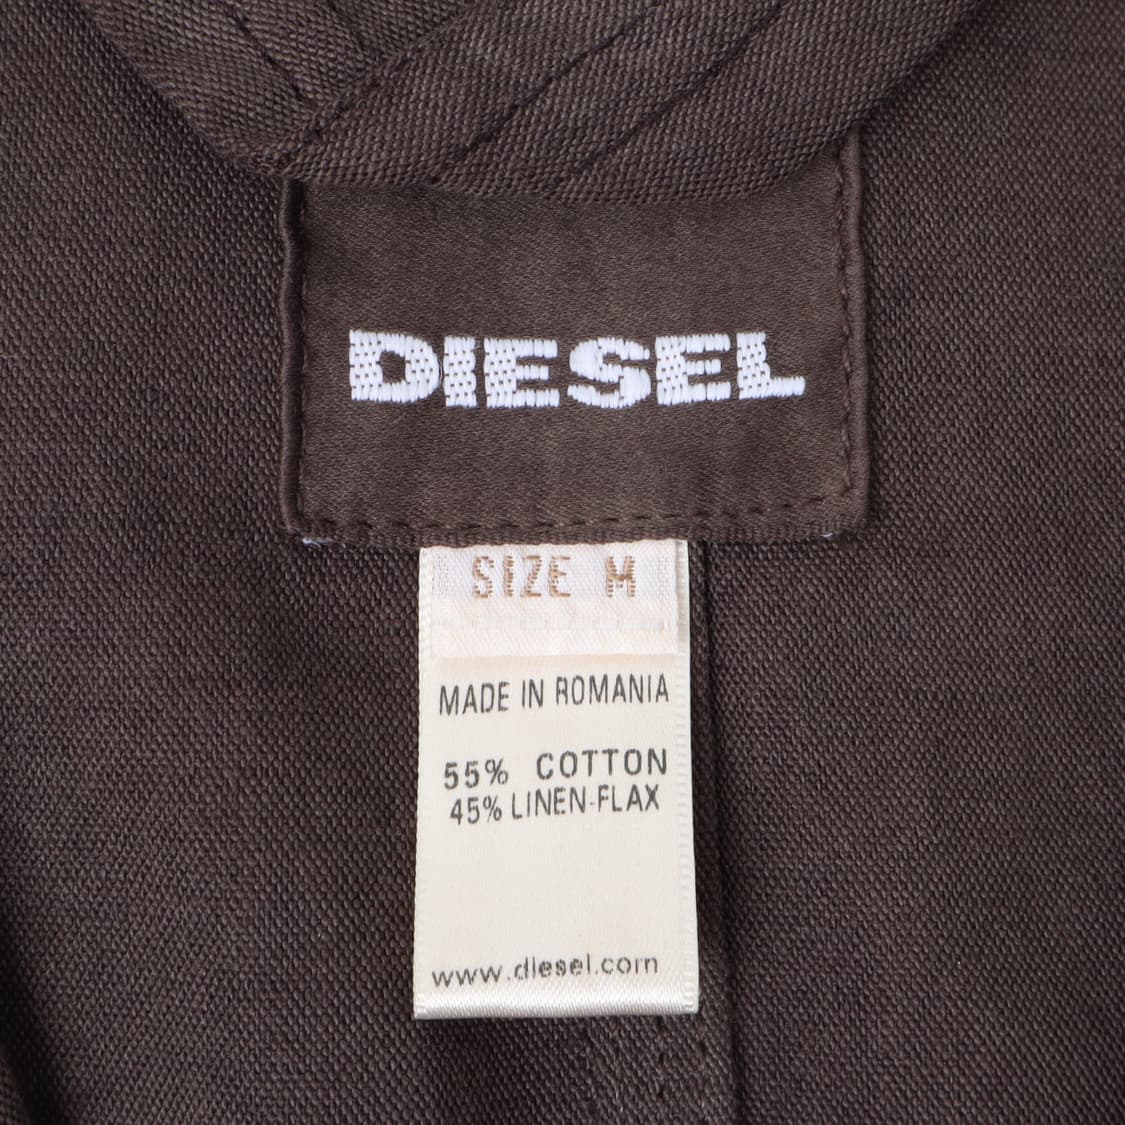 DIESEL
SIZE M
MADE IN ROMANIA
55% COTTON
45% LINEN-FLAX
www.diesel.com